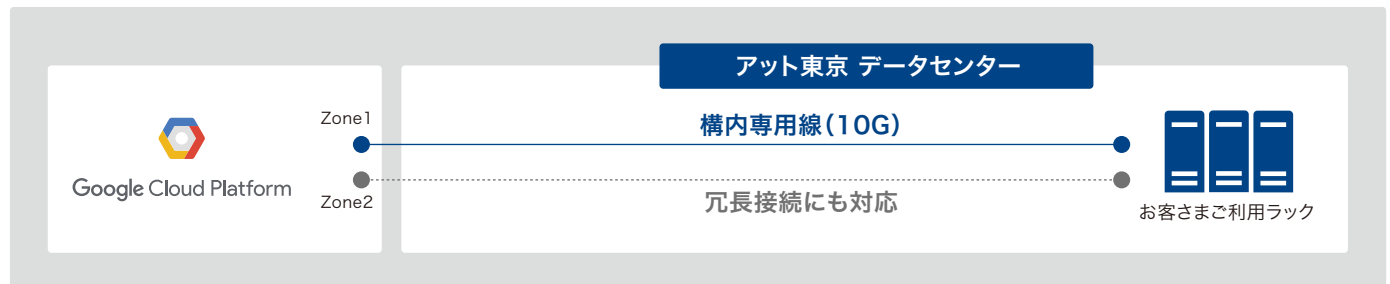 アット東京 データセンター
Zone1
構内専用線（10G）
Google Cloud Platform
Zone2
冗長接続にも対応
お客さまご利用ラック